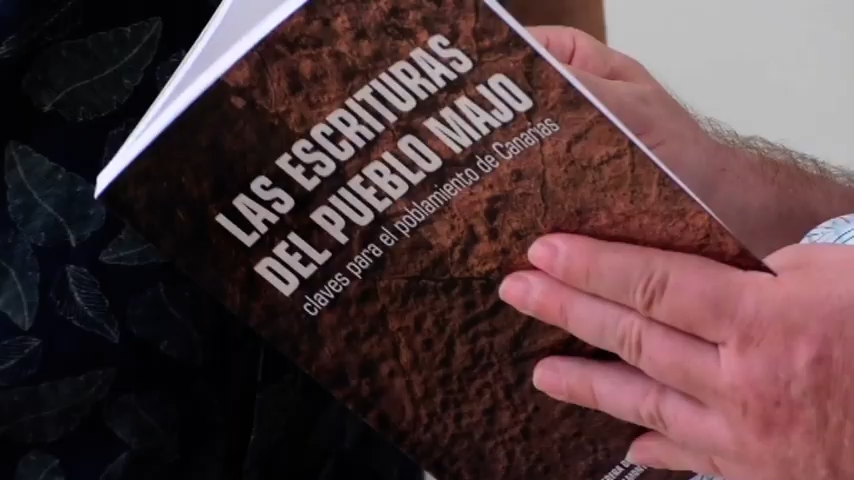 LAS ESCRITURAS
DEL PUEBLO MAJO
claves para el poblamiento de Canarias